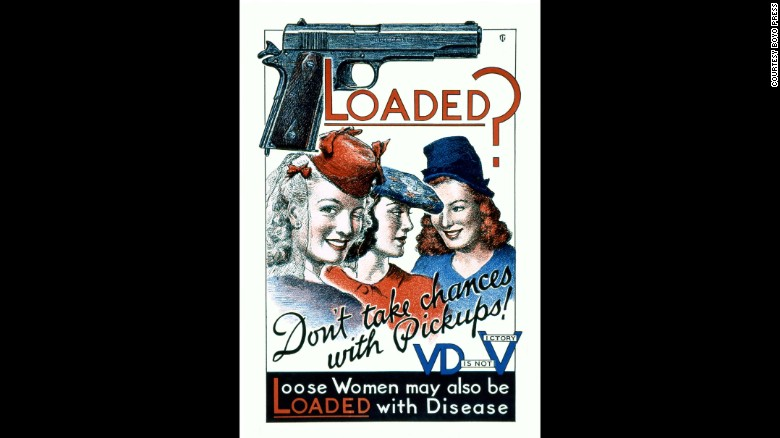 LOADED?
Don't take chances
with Pickups!
VD IS NOT VICTORY
Loose Women may also be
LOADED with Disease
COURTESY BOYO PRESS